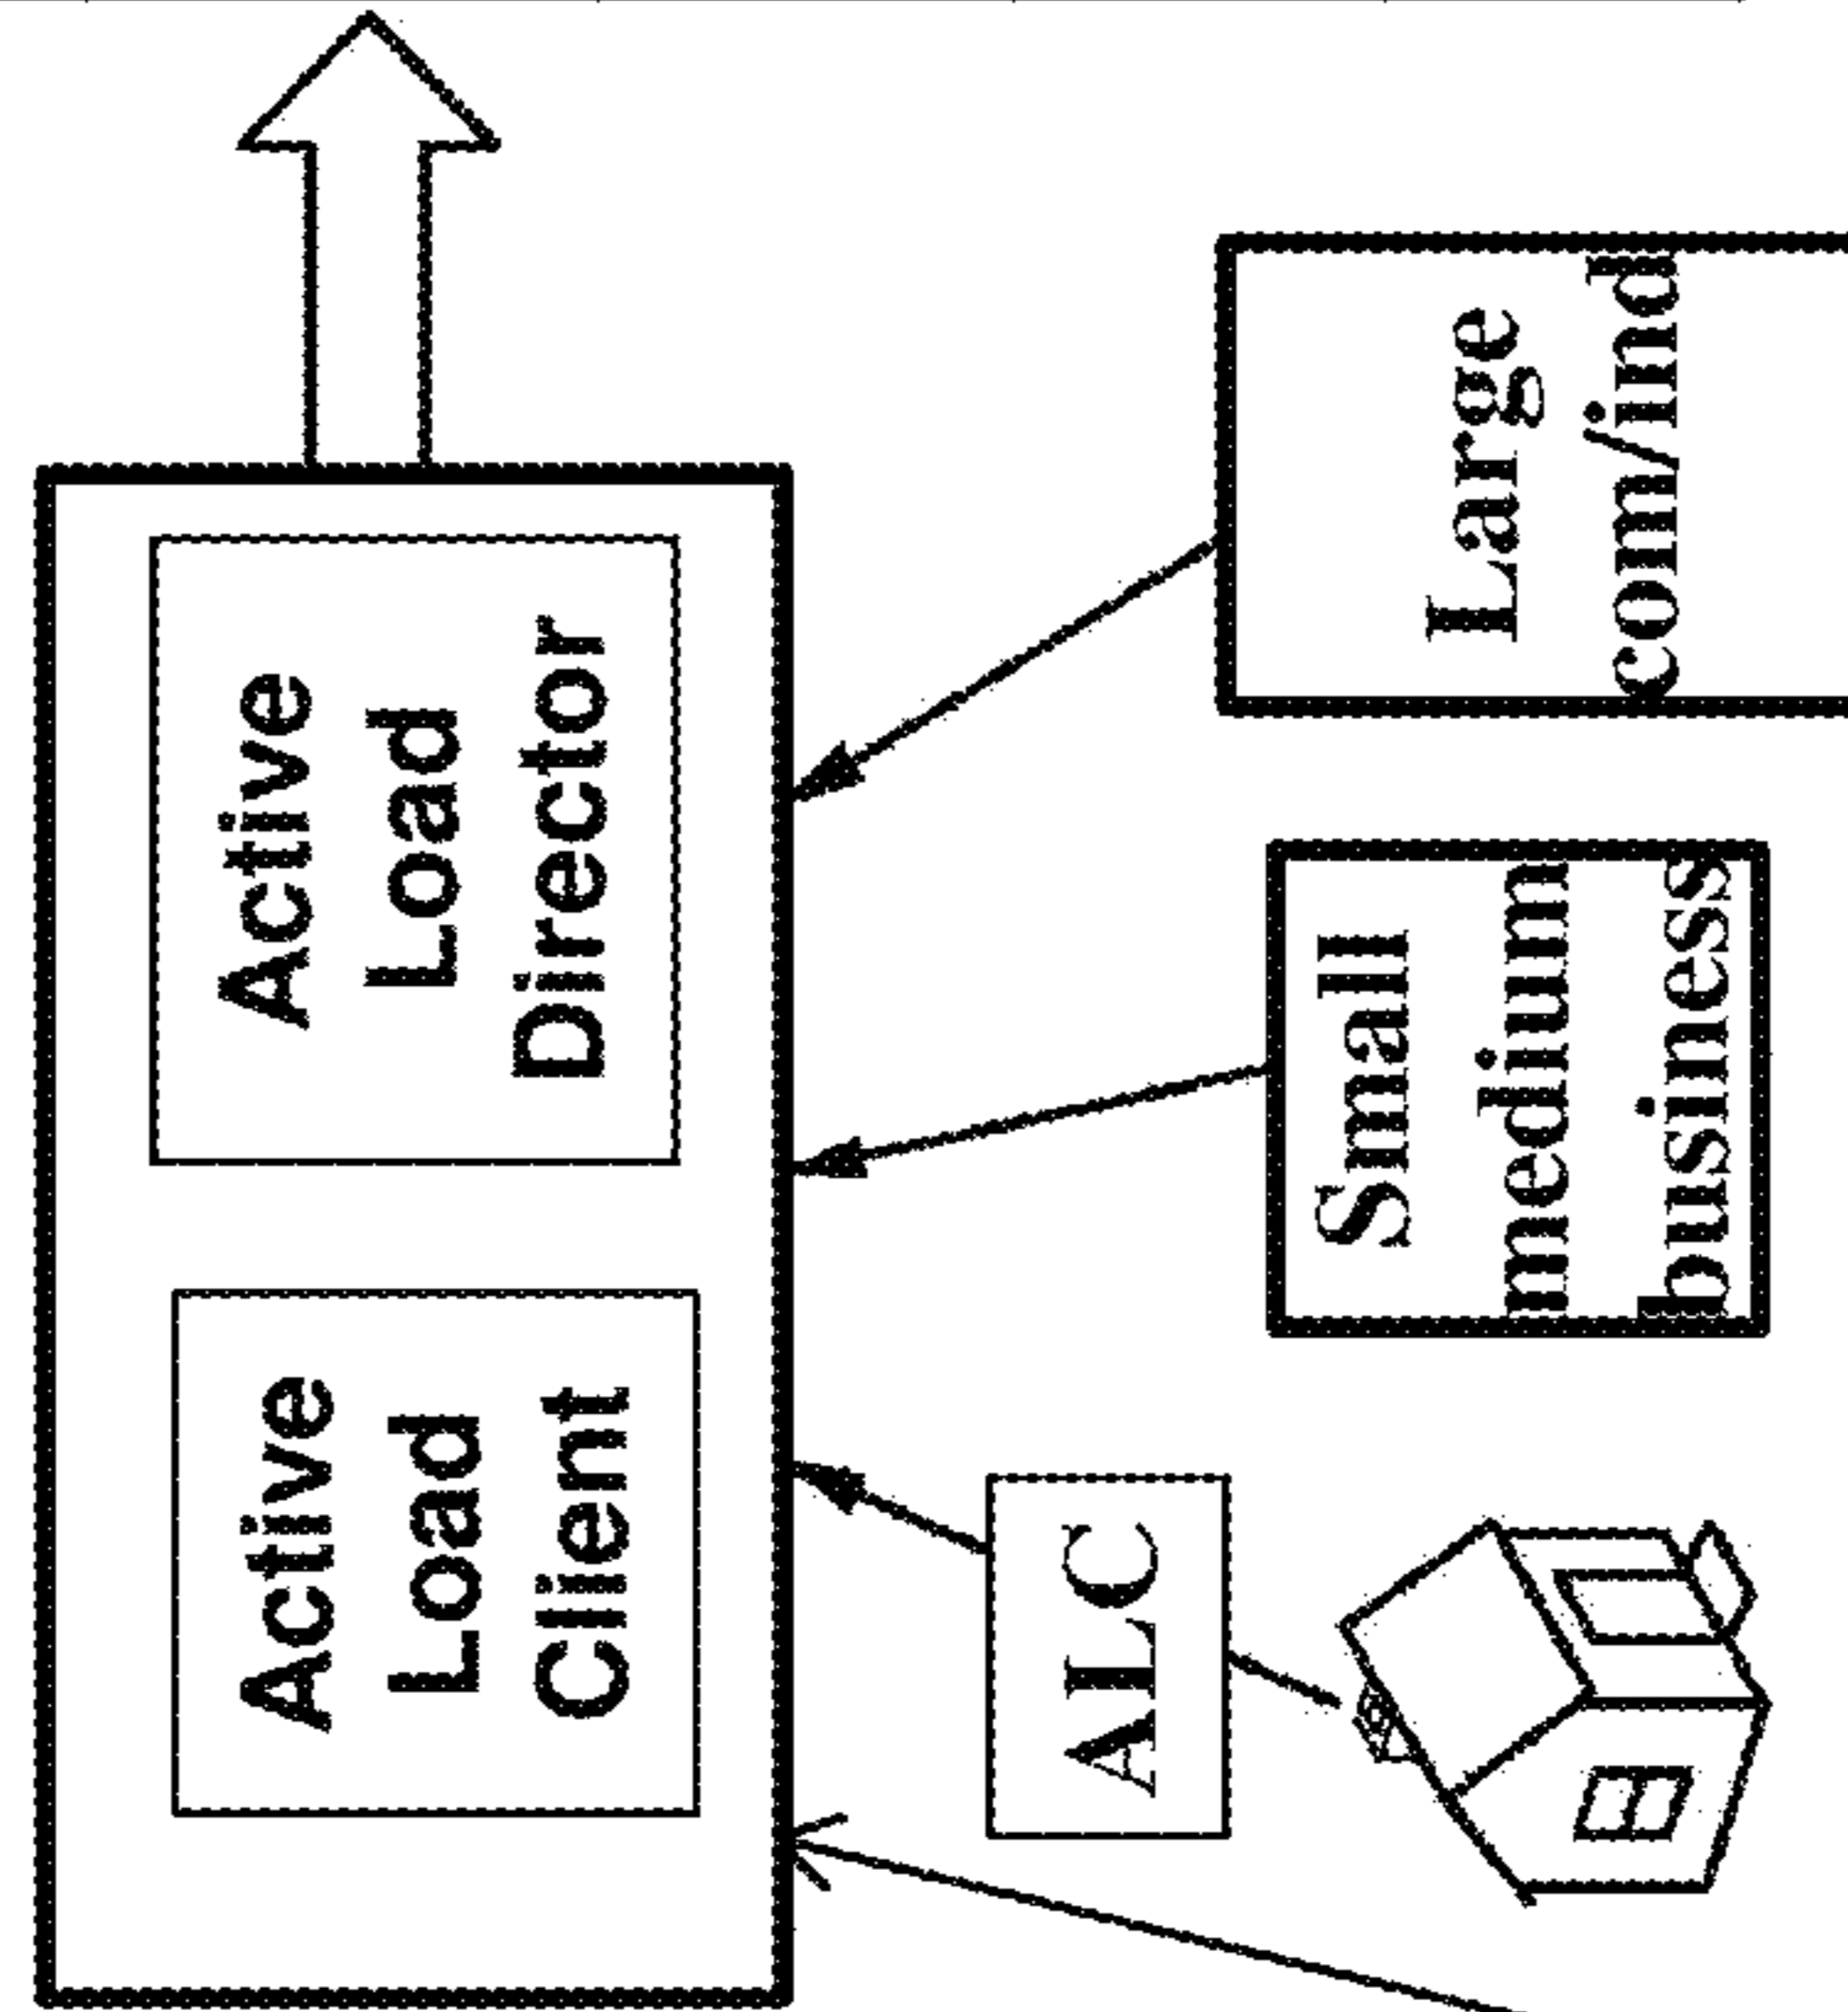 Active
Load
Client
Active
Load
Director
ALC
Small
medium
business
Large
com/ind